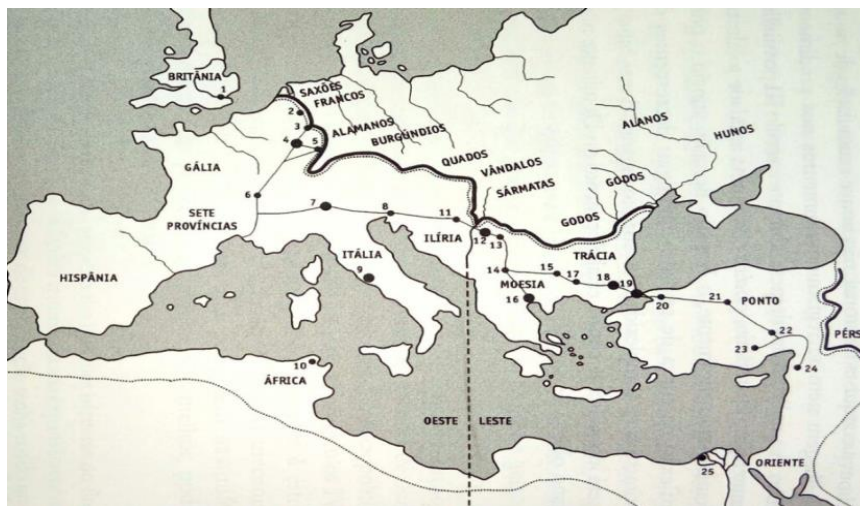 BRITÂNIA
1
SAXÕES
FRANCOS
2
3
4
5
ALAMANOS
BURGÚNDIOS
ALANOS
HUNOS
QUADOS
VÂNDALOS
SÁRMATAS
GODOS
GODOS
GÁLIA
6
SETE
PROVÍNCIAS
7
8
11
12
13
ILÍRIA
TRÁCIA
HISPÂNIA
ITÁLIA
9
14
15
17
18
19
20
21
PONTO
MOESIA
16
22
23
24
PÉRS
10
ÁFRICA
OESTE
LESTE
25
ORIENTE